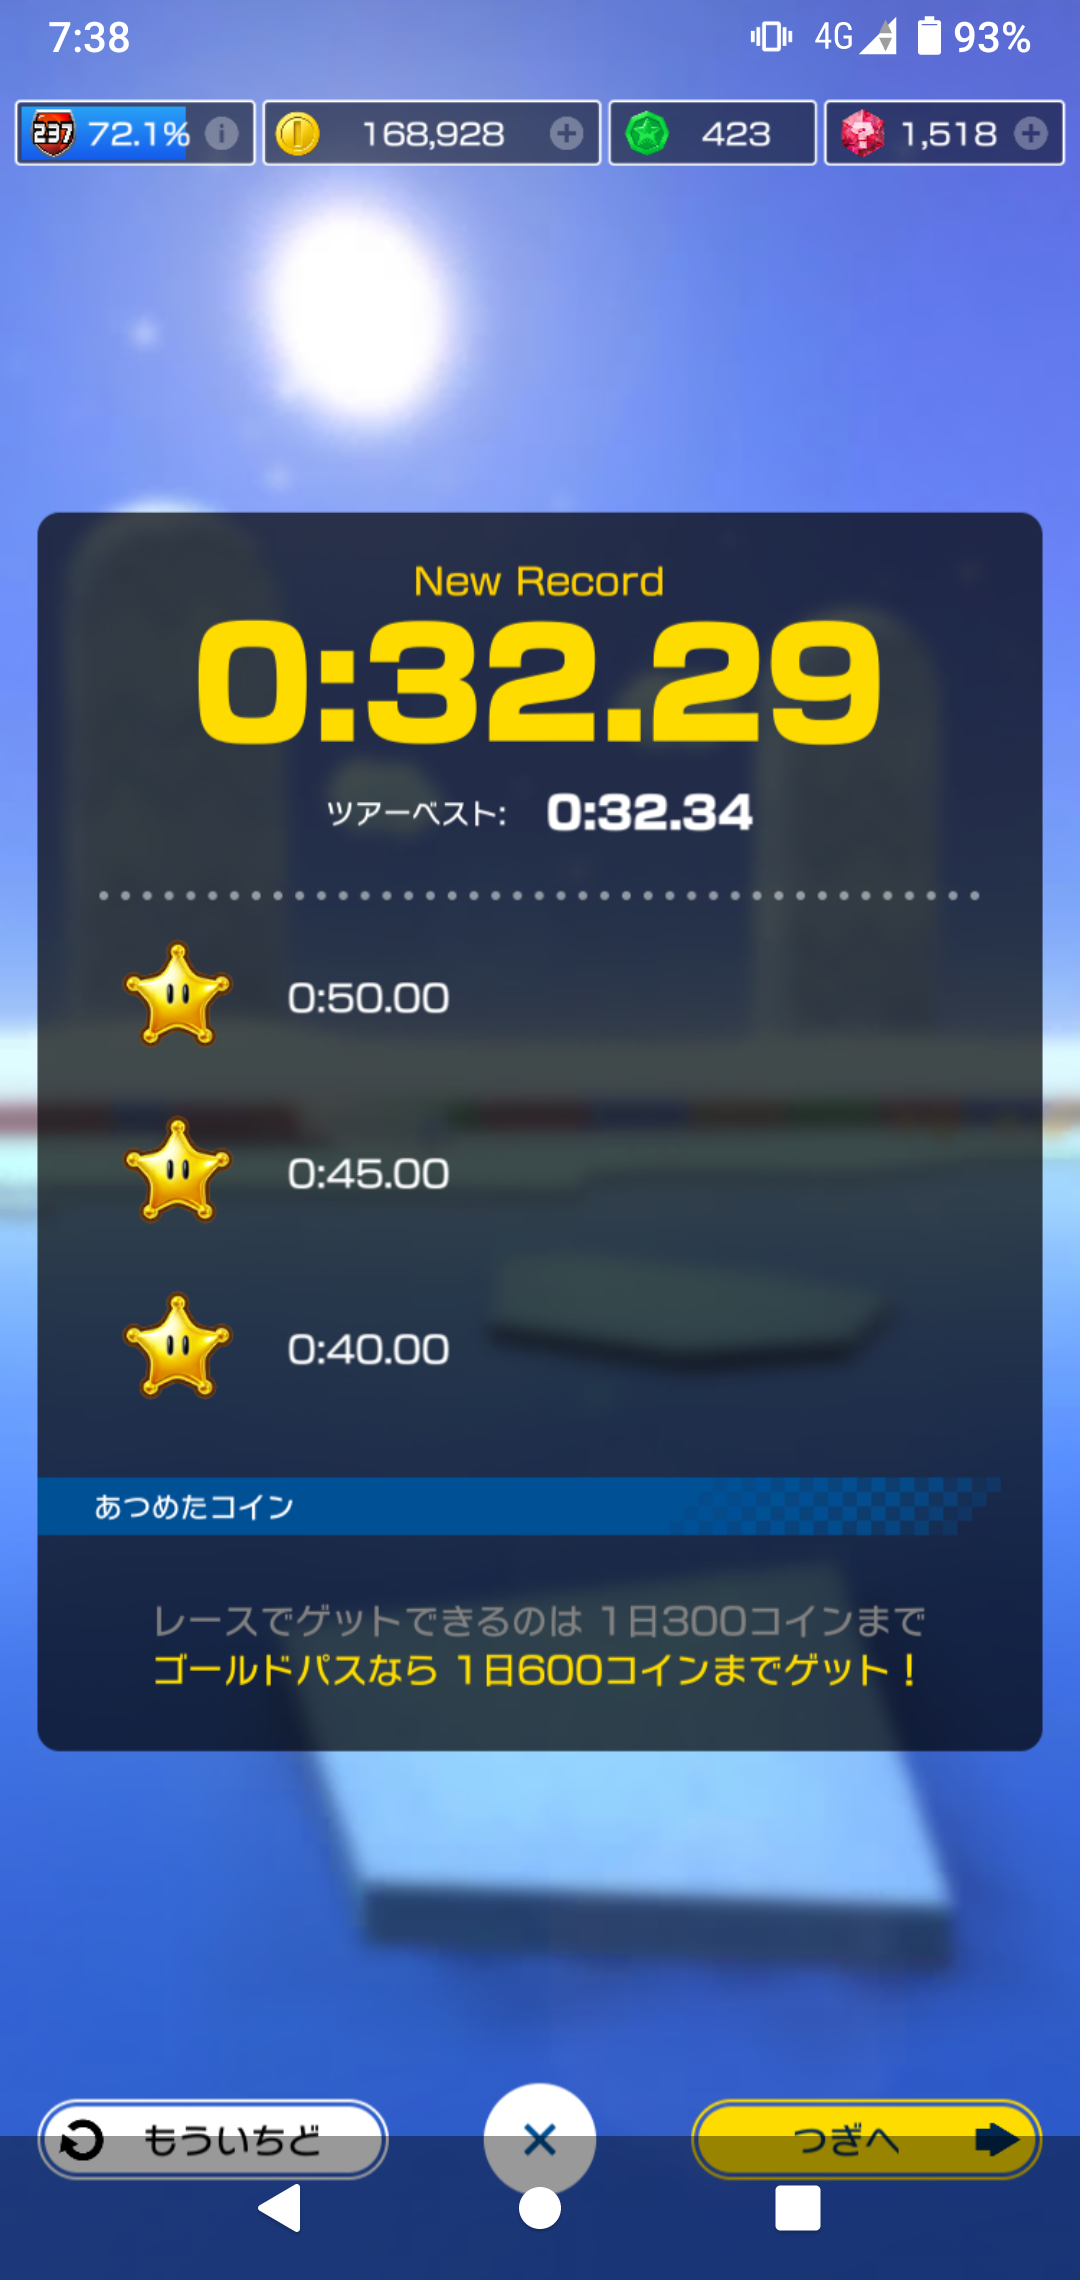 7:38 4G 93%
237 72.1% 168,928 423 1,518
New Record
0:32.29
ツアーベスト: 0:32.34
0:50.00
0:45.00
0:40.00
あつめたコイン
レースでゲットできるのは 1日300コインまで
ゴールドパスなら 1日600コインまでゲット！
もういちど つぎへ